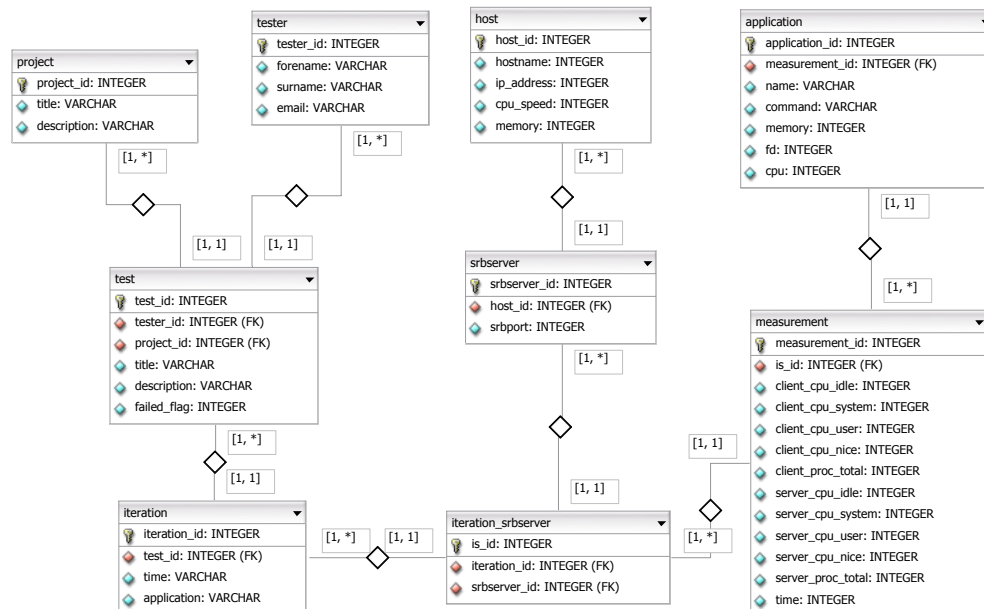 project
project_id: INTEGER
title: VARCHAR
description: VARCHAR
tester
tester_id: INTEGER
forename: VARCHAR
surname: VARCHAR
email: VARCHAR
host
host_id: INTEGER
hostname: INTEGER
ip_address: INTEGER
cpu_speed: INTEGER
memory: INTEGER
application
application_id: INTEGER
measurement_id: INTEGER (FK)
name: VARCHAR
command: VARCHAR
memory: INTEGER
fd: INTEGER
cpu: INTEGER
[1, *]
[1, *]
[1, *]
[1, 1]
[1, 1]
[1, 1]
[1, 1]
[1, *]
test
test_id: INTEGER
tester_id: INTEGER (FK)
project_id: INTEGER (FK)
title: VARCHAR
description: VARCHAR
failed_flag: INTEGER
srbserver
srbserver_id: INTEGER
host_id: INTEGER (FK)
srbport: INTEGER
measurement
measurement_id: INTEGER
is_id: INTEGER (FK)
client_cpu_idle: INTEGER
client_cpu_system: INTEGER
client_cpu_user: INTEGER
client_cpu_nice: INTEGER
client_proc_total: INTEGER
server_cpu_idle: INTEGER
server_cpu_system: INTEGER
server_cpu_user: INTEGER
server_cpu_nice: INTEGER
server_proc_total: INTEGER
time: INTEGER
[1, *]
[1, 1]
[1, *]
[1, 1]
[1, 1]
[1, *]
iteration
iteration_id: INTEGER
test_id: INTEGER (FK)
time: VARCHAR
application: VARCHAR
[1, *]
[1, 1]
iteration_srbserver
is_id: INTEGER
iteration_id: INTEGER (FK)
srbserver_id: INTEGER (FK)